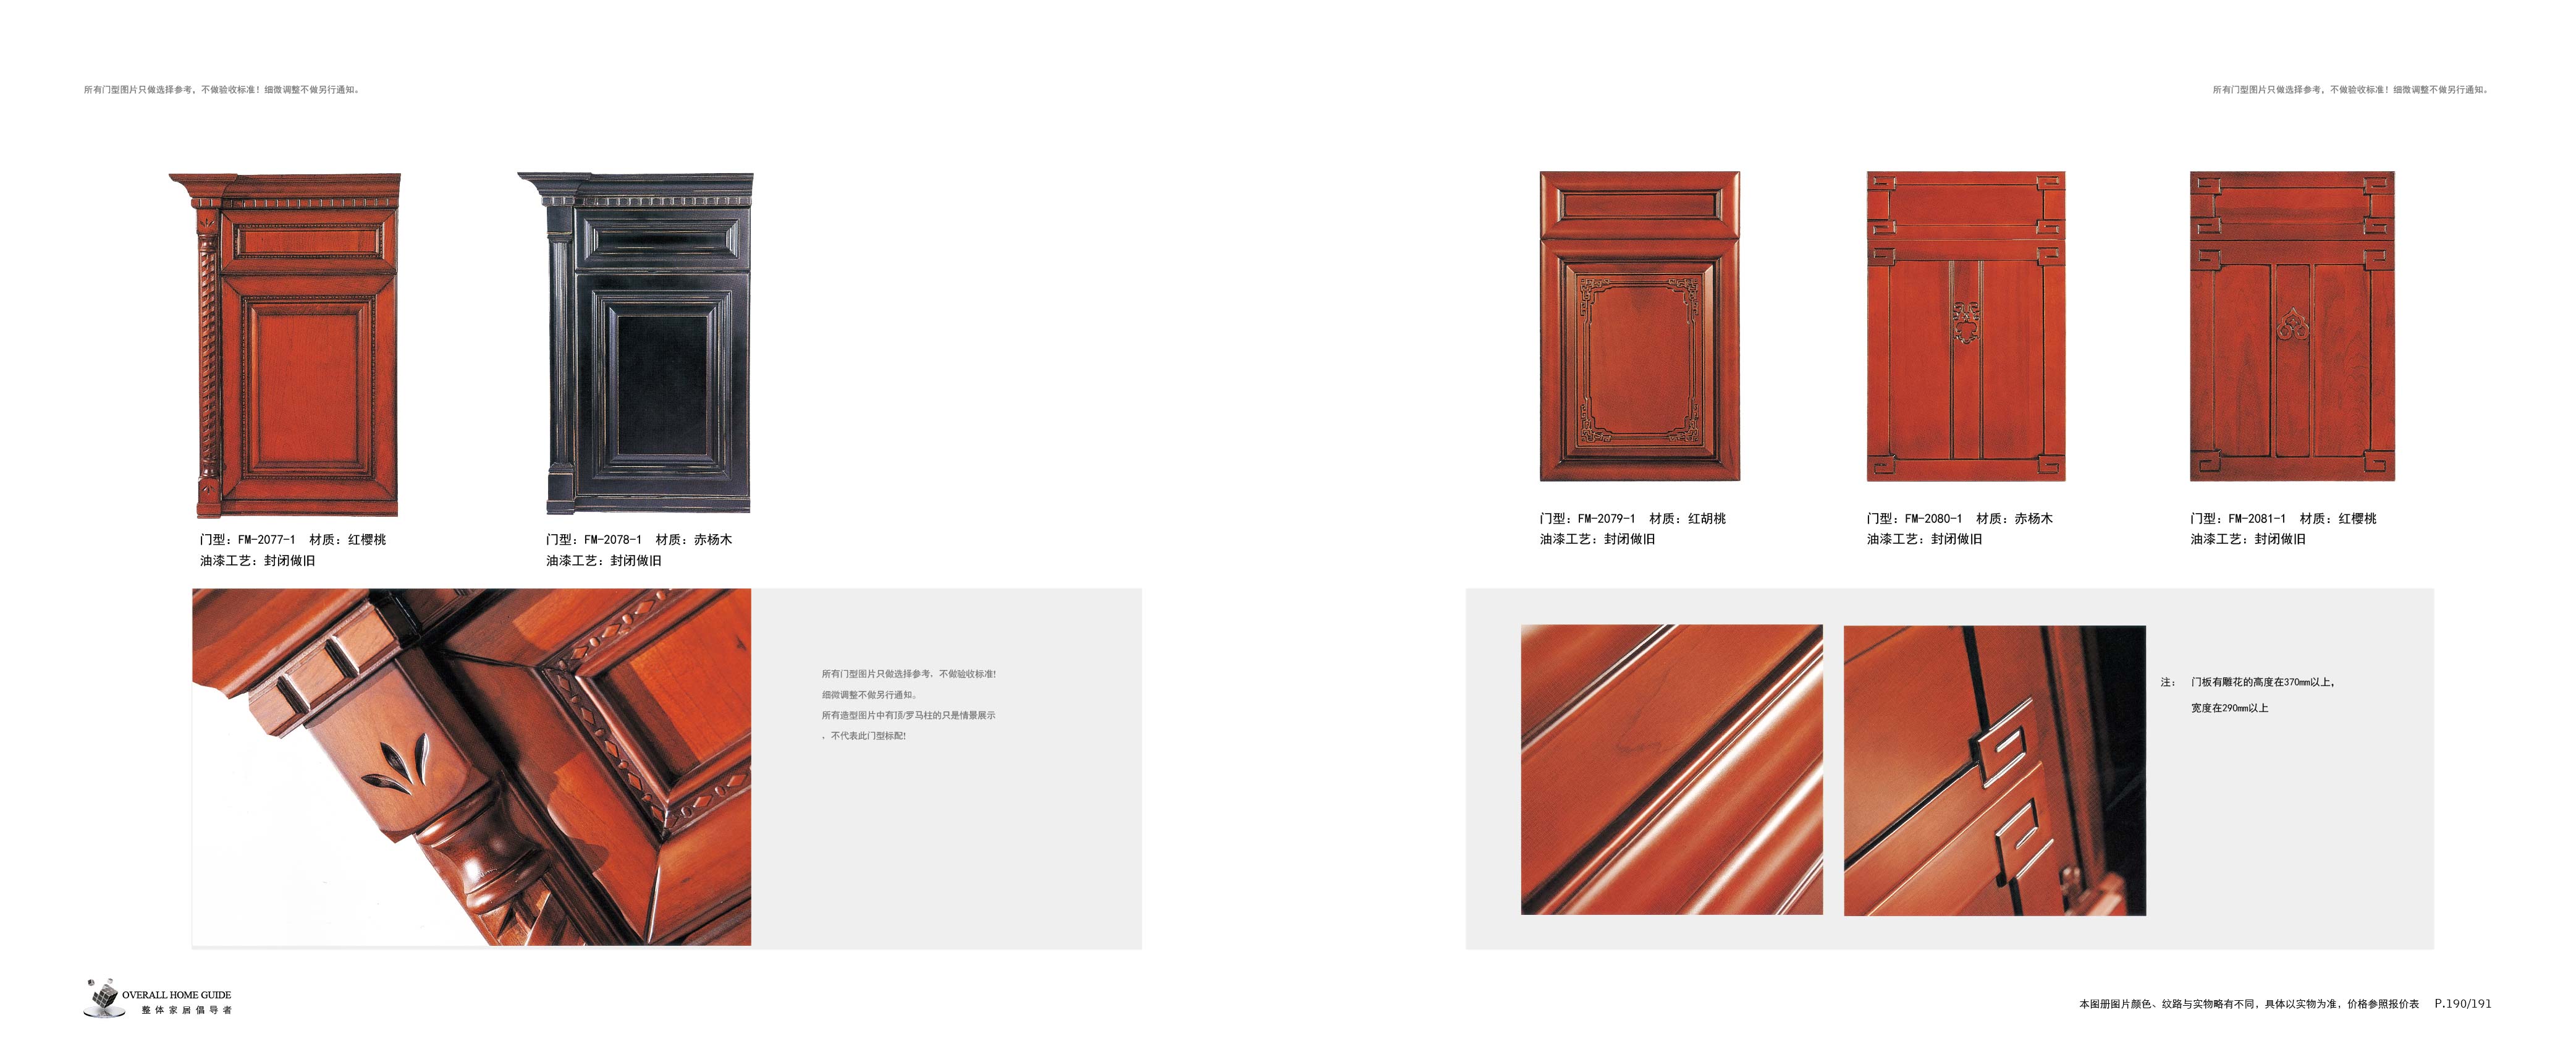 所有门型图片只做选择参考，不做验收标准！细微调整不做另行通知。
所有门型图片只做选择参考，不做验收标准！细微调整不做另行通知。
门型：FM-2077-1　材质：红樱桃
油漆工艺：封闭做旧
门型：FM-2078-1　材质：赤杨木
油漆工艺：封闭做旧
门型：FM-2079-1　材质：红胡桃
油漆工艺：封闭做旧
门型：FM-2080-1　材质：赤杨木
油漆工艺：封闭做旧
门型：FM-2081-1　材质：红樱桃
油漆工艺：封闭做旧
所有门型图片只做选择参考．不做验收标准!
细微调整不做另行通知。
所有造型图片中有顶/罗马柱的只是情景展示
．不代表此门型标配!
注：　门板有雕花的高度在370mm以上，
宽度在290mm以上
OVERALL HOME GUIDE
整体家居倡导者
本图册图片颜色、纹路与实物略有不同，具体以实物为准，价格参照报价表　P.190/191